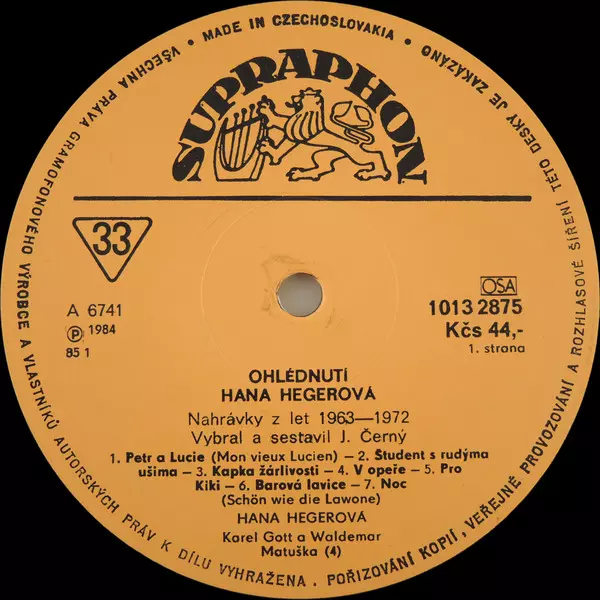 VŠECHNA PRÁVA GRAMOFONOVÉHO VÝROBCE A VLASTNÍKŮ AUTORSKÝCH PRÁV K DÍLU VYHRAŽENA. POŘIZOVÁNÍ KOPIÍ, VEŘEJNÉ PROVOZOVÁNÍ A ROZHLASOVÉ ŠÍŘENÍ TÉTO DESKY JE ZAKÁZÁNO • MADE IN CZECHOSLOVAKIA •
SUPRAPHON
33
A 6741
Ⓟ 1984
85 1
OSA
1013 2875
Kčs 44,-
1. strana
OHLÉDNUTÍ
HANA HEGEROVÁ
Nahrávky z let 1963—1972
Vybral a sestavil J. Černý
1. Petr a Lucie (Mon vieux Lucien) — 2. Student s rudýma
ušima — 3. Kapka žárlivosti — 4. V opeře — 5. Pro
Kiki — 6. Barová lavice — 7. Noc
(Schön wie die Lawone)
HANA HEGEROVÁ
Karel Gott a Waldemar
Matuška (4)